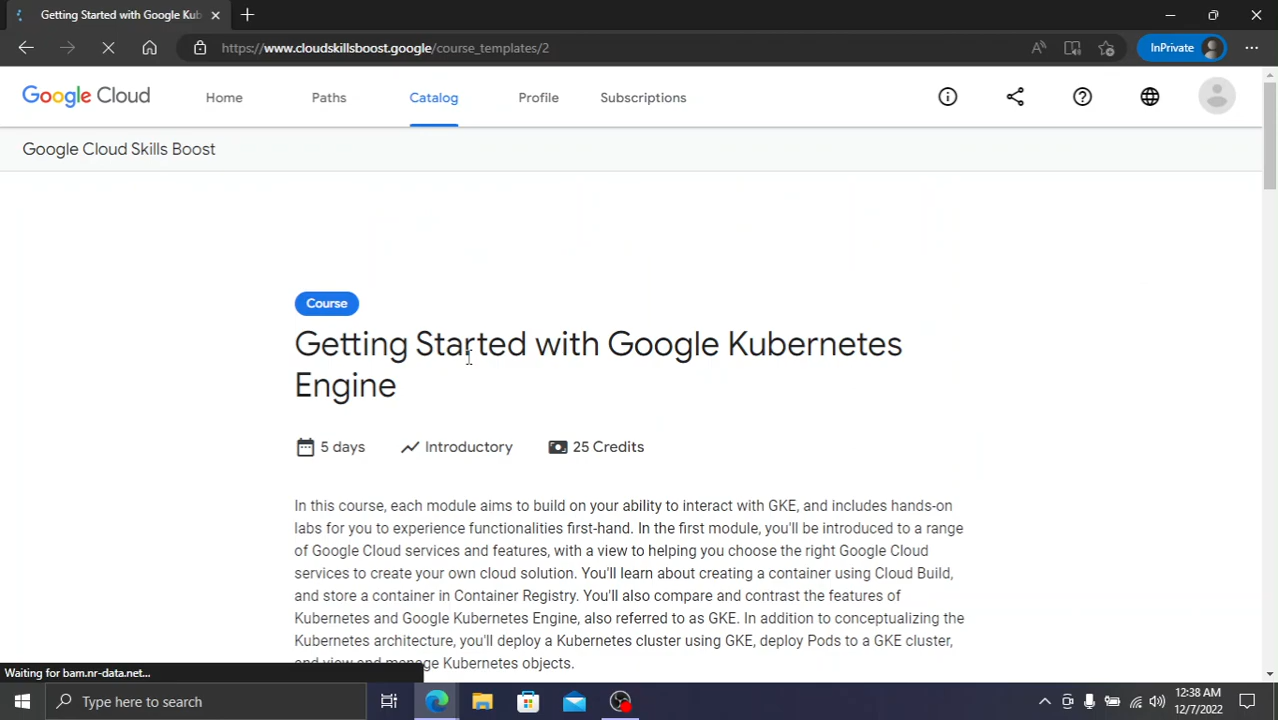 Getting Started with Google Kub
https://www.cloudskillsboost.google/course_templates/2
InPrivate
Google Cloud
Home
Paths
Catalog
Profile
Subscriptions
Google Cloud Skills Boost
Course
Getting Started with Google Kubernetes
Engine
5 days
Introductory
25 Credits
In this course, each module aims to build on your ability to interact with GKE, and includes hands-on
labs for you to experience functionalities first-hand. In the first module, you'll be introduced to a range
of Google Cloud services and features, with a view to helping you choose the right Google Cloud
services to create your own cloud solution. You'll learn about creating a container using Cloud Build,
and store a container in Container Registry. You'll also compare and contrast the features of
Kubernetes and Google Kubernetes Engine, also referred to as GKE. In addition to conceptualizing the
Kubernetes architecture, you'll deploy a Kubernetes cluster using GKE, deploy Pods to a GKE cluster,
and view and manage Kubernetes objects.
Waiting for bam.nr-data.net...
Type here to search
12:38 AM
12/7/2022